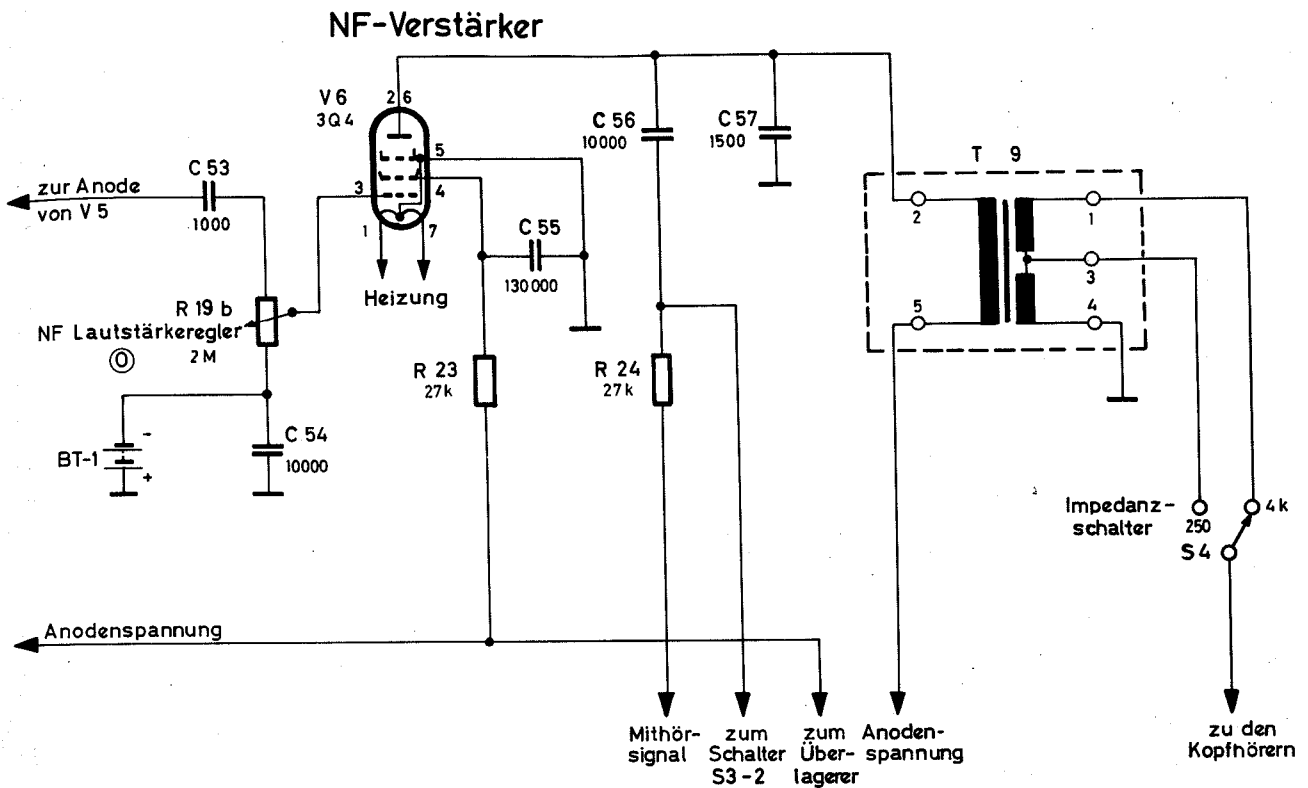 NF-Verstärker
V 6
3Q4
2 6
5
3
4
1
7
Heizung
C 53
1000
zur Anode
von V 5
R 19 b
NF Lautstärkeregler
2 M
O
BT-1
-
+
C 54
10000
C 55
130000
R 23
27k
C 56
10000
C 57
1500
R 24
27k
T 9
2
5
1
3
4
Impedanz-
schalter
250
4k
S4
Anodenspannung
Mithör-
signal
zum
Schalter
S3-2
zum
Über-
lagerer
Anoden-
spannung
zu den
Kopfhörern